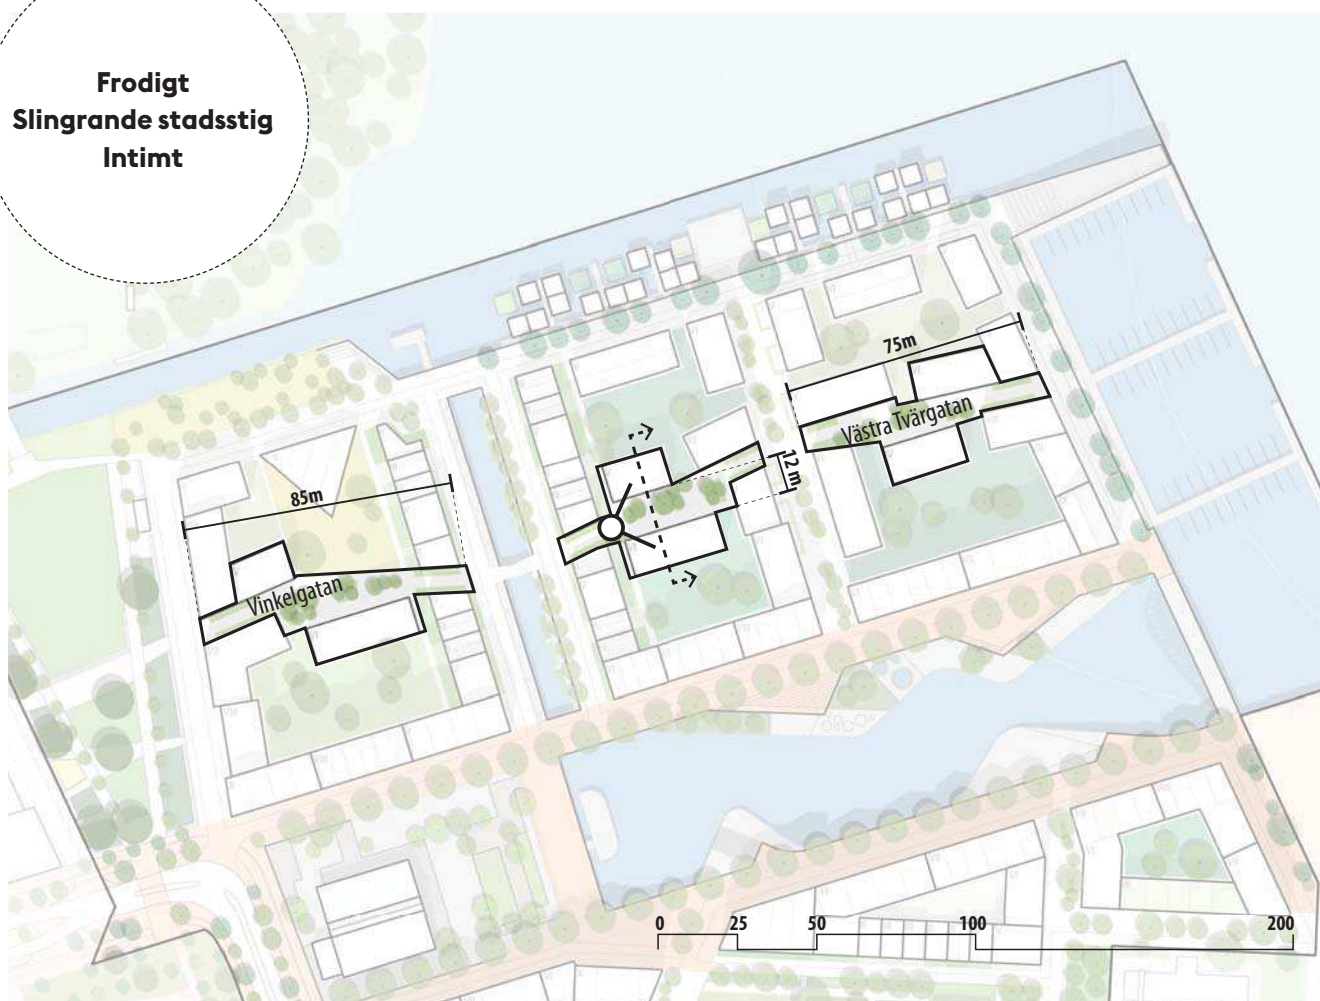 Frodigt
Slingrande stadsstig
Intimt
75m
Västra Tvärgatan
12 m
85m
Vinkelgatan
0 25 50 100 200